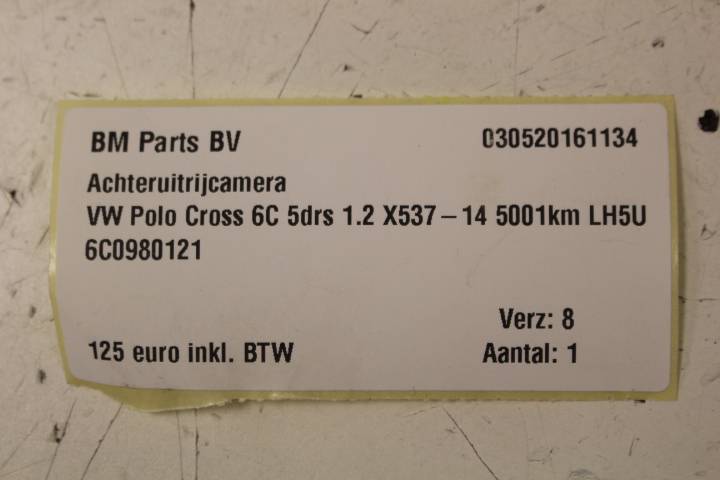 BM Parts BV 030520161134
Achteruitrijcamera
VW Polo Cross 6C 5drs 1.2 X537-14 5001km LH5U
6C0980121
Verz: 8
125 euro inkl. BTW Aantal: 1